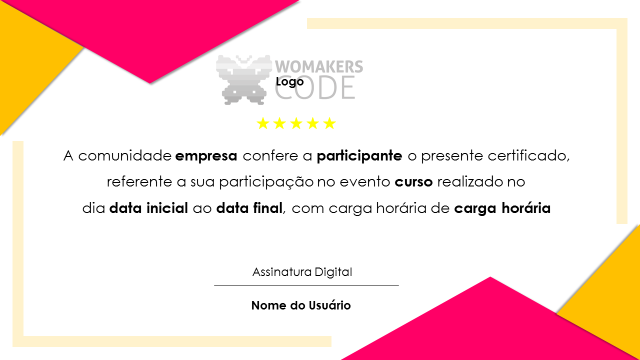 WOMAKERS
CODE
Logo
A comunidade empresa confere a participante o presente certificado,
referente a sua participação no evento curso realizado no
dia data inicial ao data final, com carga horária de carga horária
Assinatura Digital
Nome do Usuário